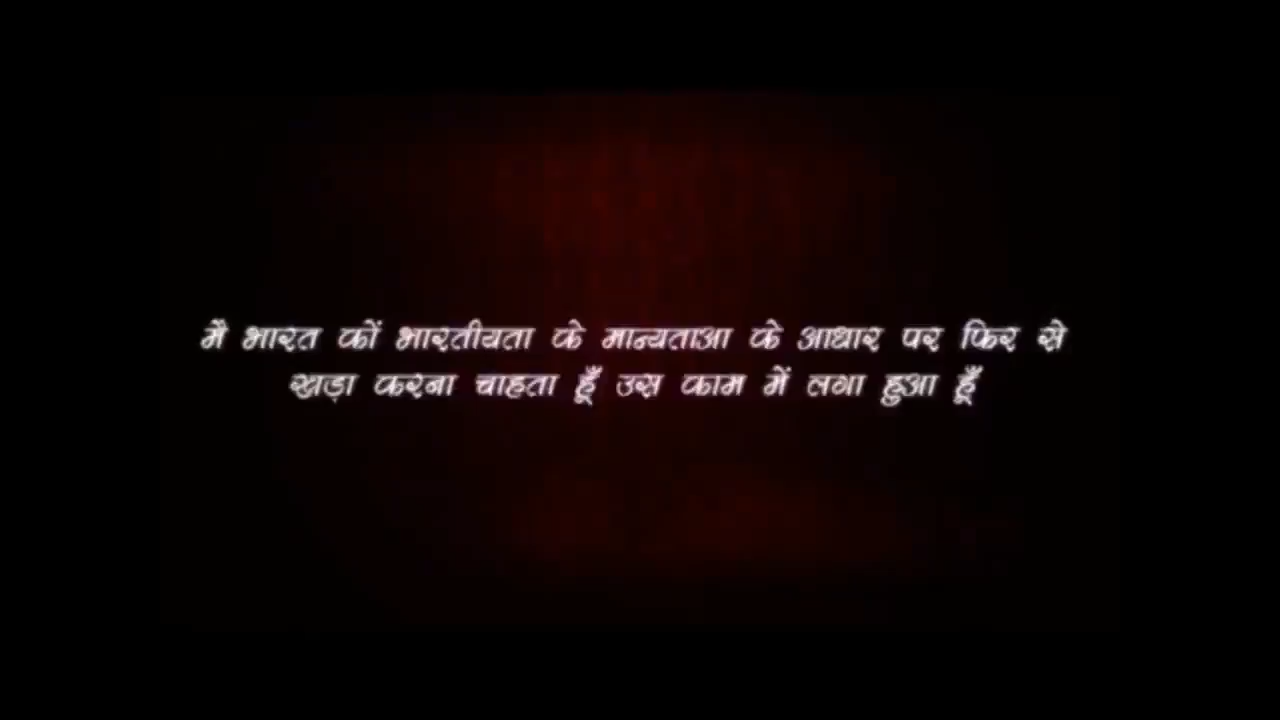 मै भारत कों भारतीयता के मान्यताआ के आधार पर फिर से
खड़ा करना चाहता हूँ उस काम में लगा हुआ हूँ